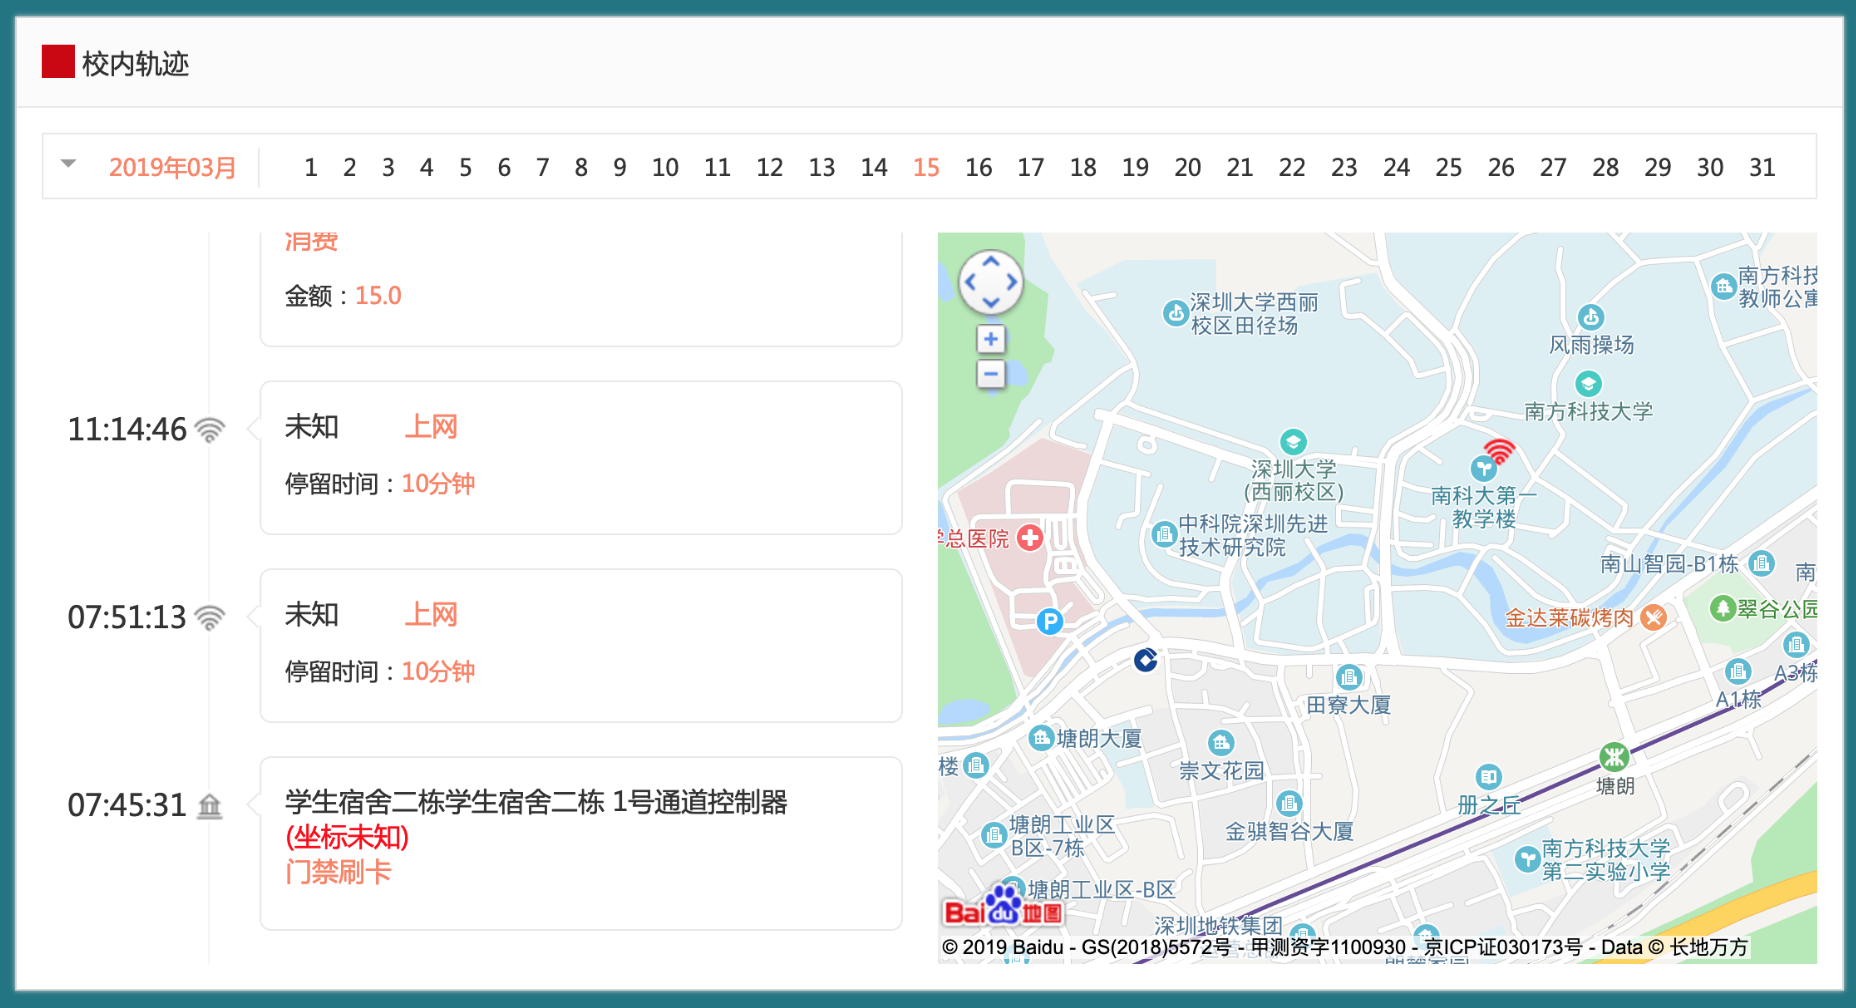 校内轨迹
2019年03月 1 2 3 4 5 6 7 8 9 10 11 12 13 14 15 16 17 18 19 20 21 22 23 24 25 26 27 28 29 30 31
消费
金额：15.0
11:14:46 未知 上网
停留时间：10分钟
07:51:13 未知 上网
停留时间：10分钟
07:45:31 学生宿舍二栋学生宿舍二栋 1号通道控制器
(坐标未知)
门禁刷卡
深圳大学西丽
校区田径场
南方科技
教师公寓
风雨操场
南方科技大学
深圳大学
(西丽校区)
南科大第一
教学楼
中科院深圳先进
技术研究院
学总医院
P
南山智园-B1栋
南
金达莱碳烤肉
翠谷公园
A3栋
A1栋
田寮大厦
塘朗大厦
楼
崇文花园
塘朗
册之丘
金骐智谷大厦
塘朗工业区
B区-7栋
南方科技大学
第二实验小学
塘朗工业区-B区
Bai du 地图
深圳地铁集团
© 2019 Baidu - GS(2018)5572号 - 甲测资字1100930 - 京ICP证030173号 - Data © 长地万方